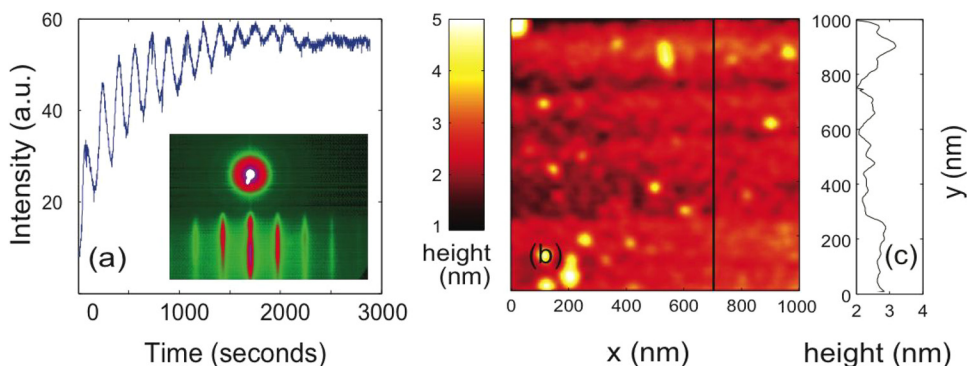 60
40
20
Intensity (a.u.)
(a)
0 1000 2000 3000
Time (seconds)
5
4
3
2
1
height
(nm)
(b)
0 200 400 600 800 1000
x (nm)
1000
800
600
400
200
0
y (nm)
(c)
2 3 4
height (nm)